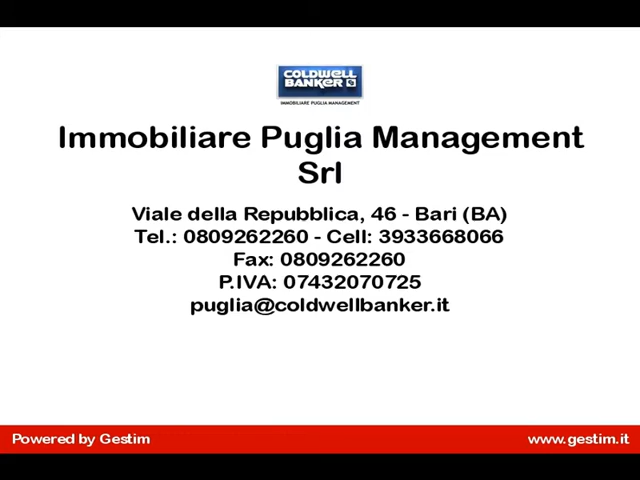 COLDWELL
BANKER CB
IMMOBILIARE PUGLIA MANAGEMENT
Immobiliare Puglia Management
Srl
Viale della Repubblica, 46 - Bari (BA)
Tel.: 0809262260 - Cell: 3933668066
Fax: 0809262260
P.IVA: 07432070725
puglia@coldwellbanker.it
Powered by Gestim
www.gestim.it